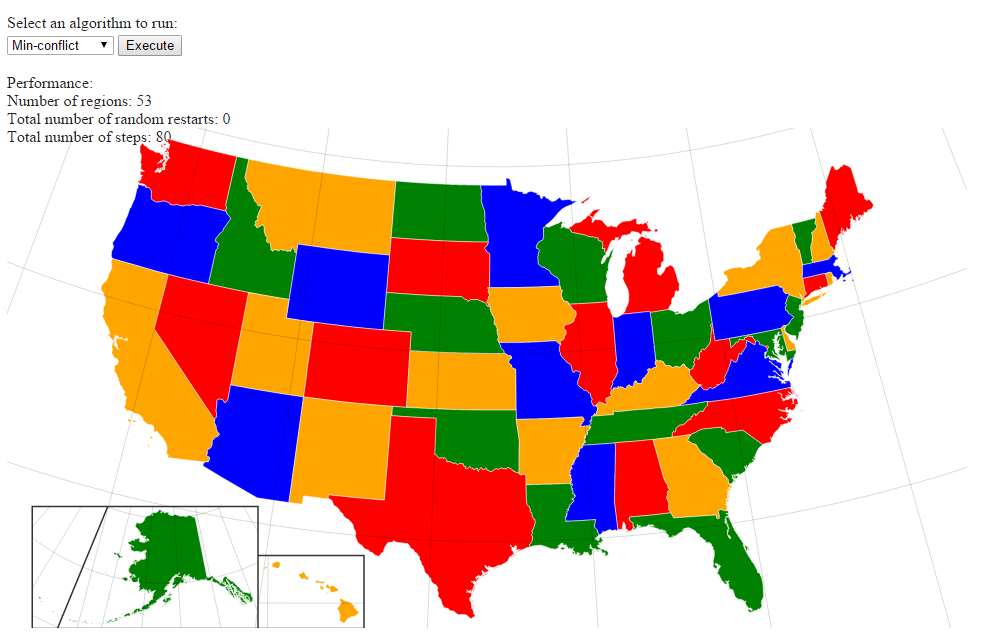 Select an algorithm to run:
Min-conflict Execute
Performance:
Number of regions: 53
Total number of random restarts: 0
Total number of steps: 80